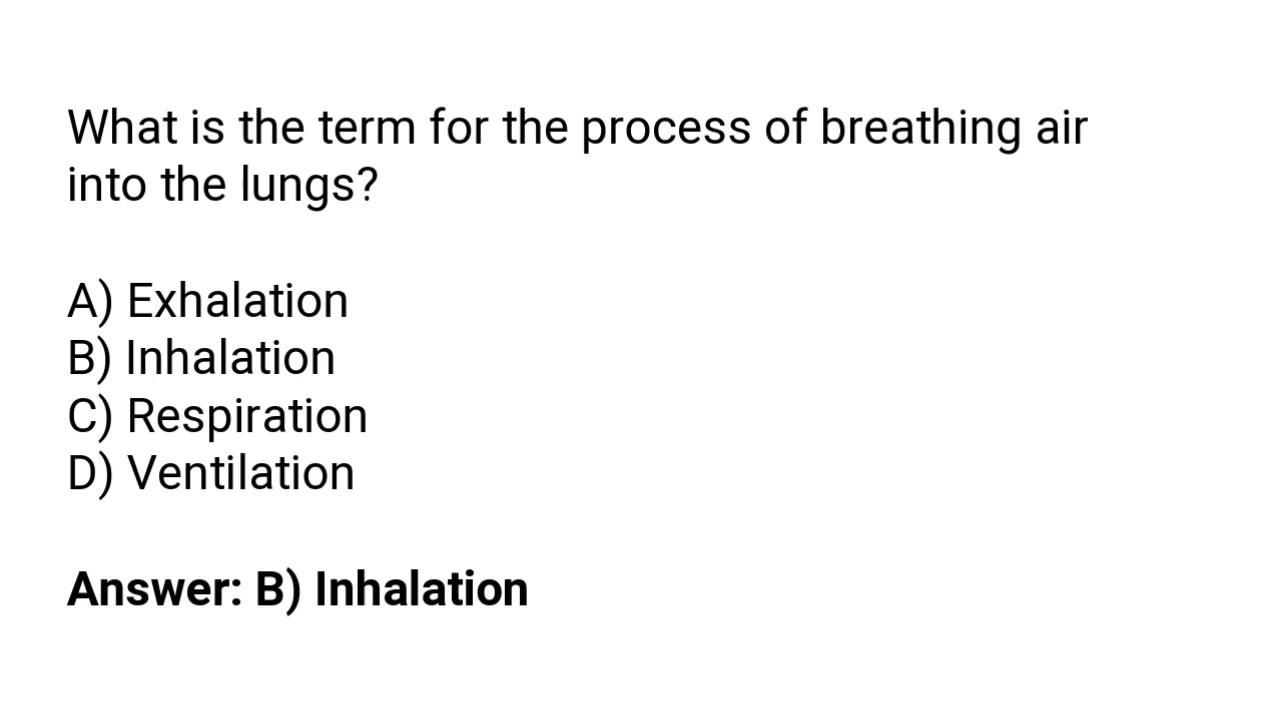 What is the term for the process of breathing air
into the lungs?
A) Exhalation
B) Inhalation
C) Respiration
D) Ventilation
Answer: B) Inhalation